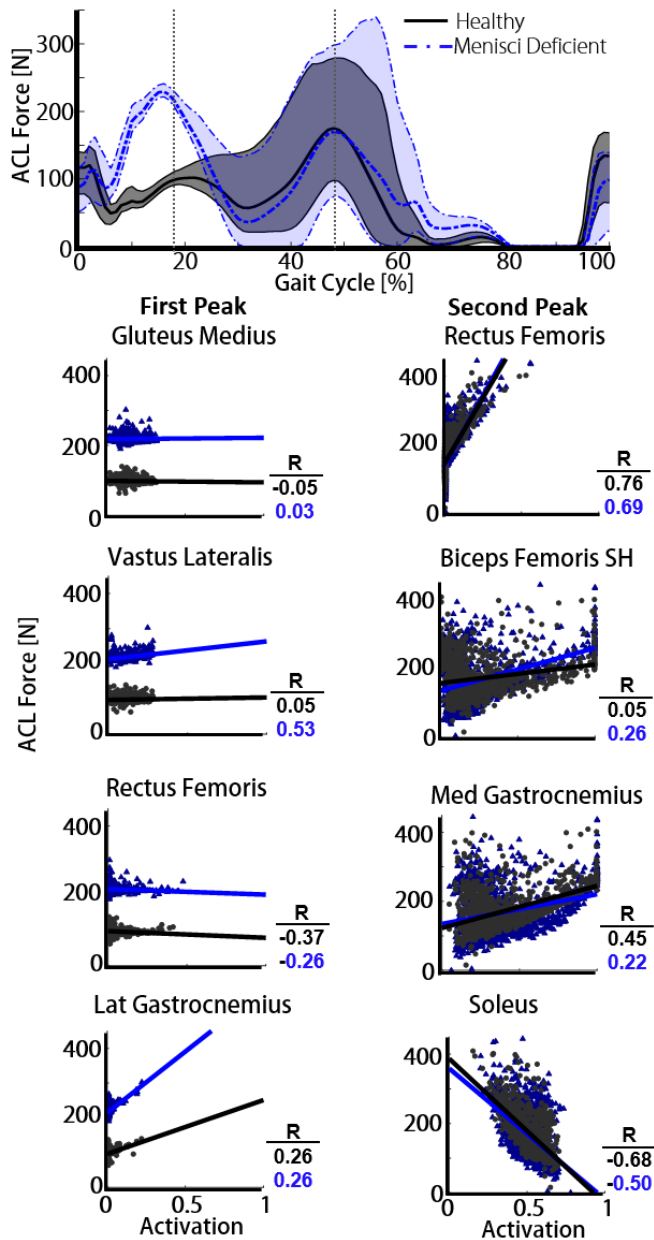 Healthy
Menisci Deficient
ACL Force [N]
300
200
100
0
0 20 40 60 80 100
Gait Cycle [%]
First Peak Second Peak
Gluteus Medius Rectus Femoris
400 400
200 200
0 0
R R
-0.05 0.76
0.03 0.69
Vastus Lateralis Biceps Femoris SH
400 400
200 200
0 0
R R
0.05 0.05
0.53 0.26
ACL Force [N]
Rectus Femoris Med Gastrocnemius
400 400
200 200
0 0
R R
-0.37 0.45
-0.26 0.22
Lat Gastrocnemius Soleus
400 400
200 200
0 0
R R
0.26 -0.68
0.26 -0.50
0 0.5 1 0 0.5 1
Activation Activation